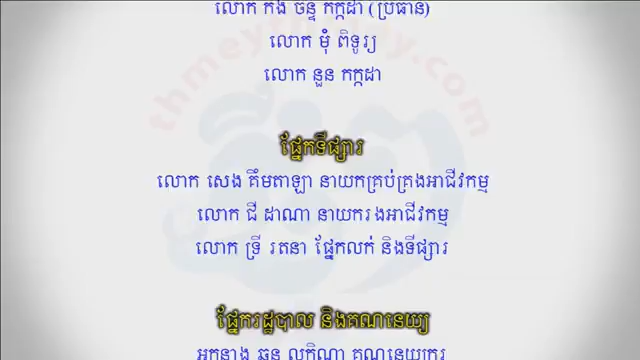 លោក កង ច័ន្ទ កក្កដា (ប្រធាន)
លោក ម៉ុំ ពិទូរ្យ
លោក នួន កក្កដា
ផ្នែកទីផ្សារ
លោក សេង គឹមតាឡា នាយកគ្រប់គ្រងអាជីវកម្ម
លោក ជី ដាណា នាយករងអាជីវកម្ម
លោក ទ្រី រតនា ផ្នែកលក់ និងទីផ្សារ
ផ្នែករដ្ឋបាល និងគណនេយ្យ
អ្នកនាង ឆន លក្ខិណា គណនេយ្យករ